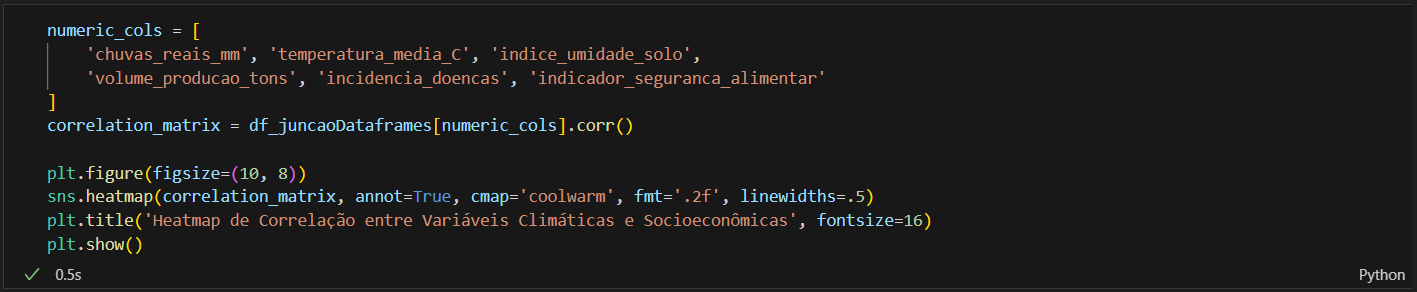 numeric_cols = [
    'chuvas_reais_mm', 'temperatura_media_C', 'indice_umidade_solo',
    'volume_producao_tons', 'incidencia_doencas', 'indicador_seguranca_alimentar'
]
correlation_matrix = df_juncaoDataframes[numeric_cols].corr()

plt.figure(figsize=(10, 8))
sns.heatmap(correlation_matrix, annot=True, cmap='coolwarm', fmt='.2f', linewidths=.5)
plt.title('Heatmap de Correlação entre Variáveis Climáticas e Socioeconômicas', fontsize=16)
plt.show()
0.5s
Python